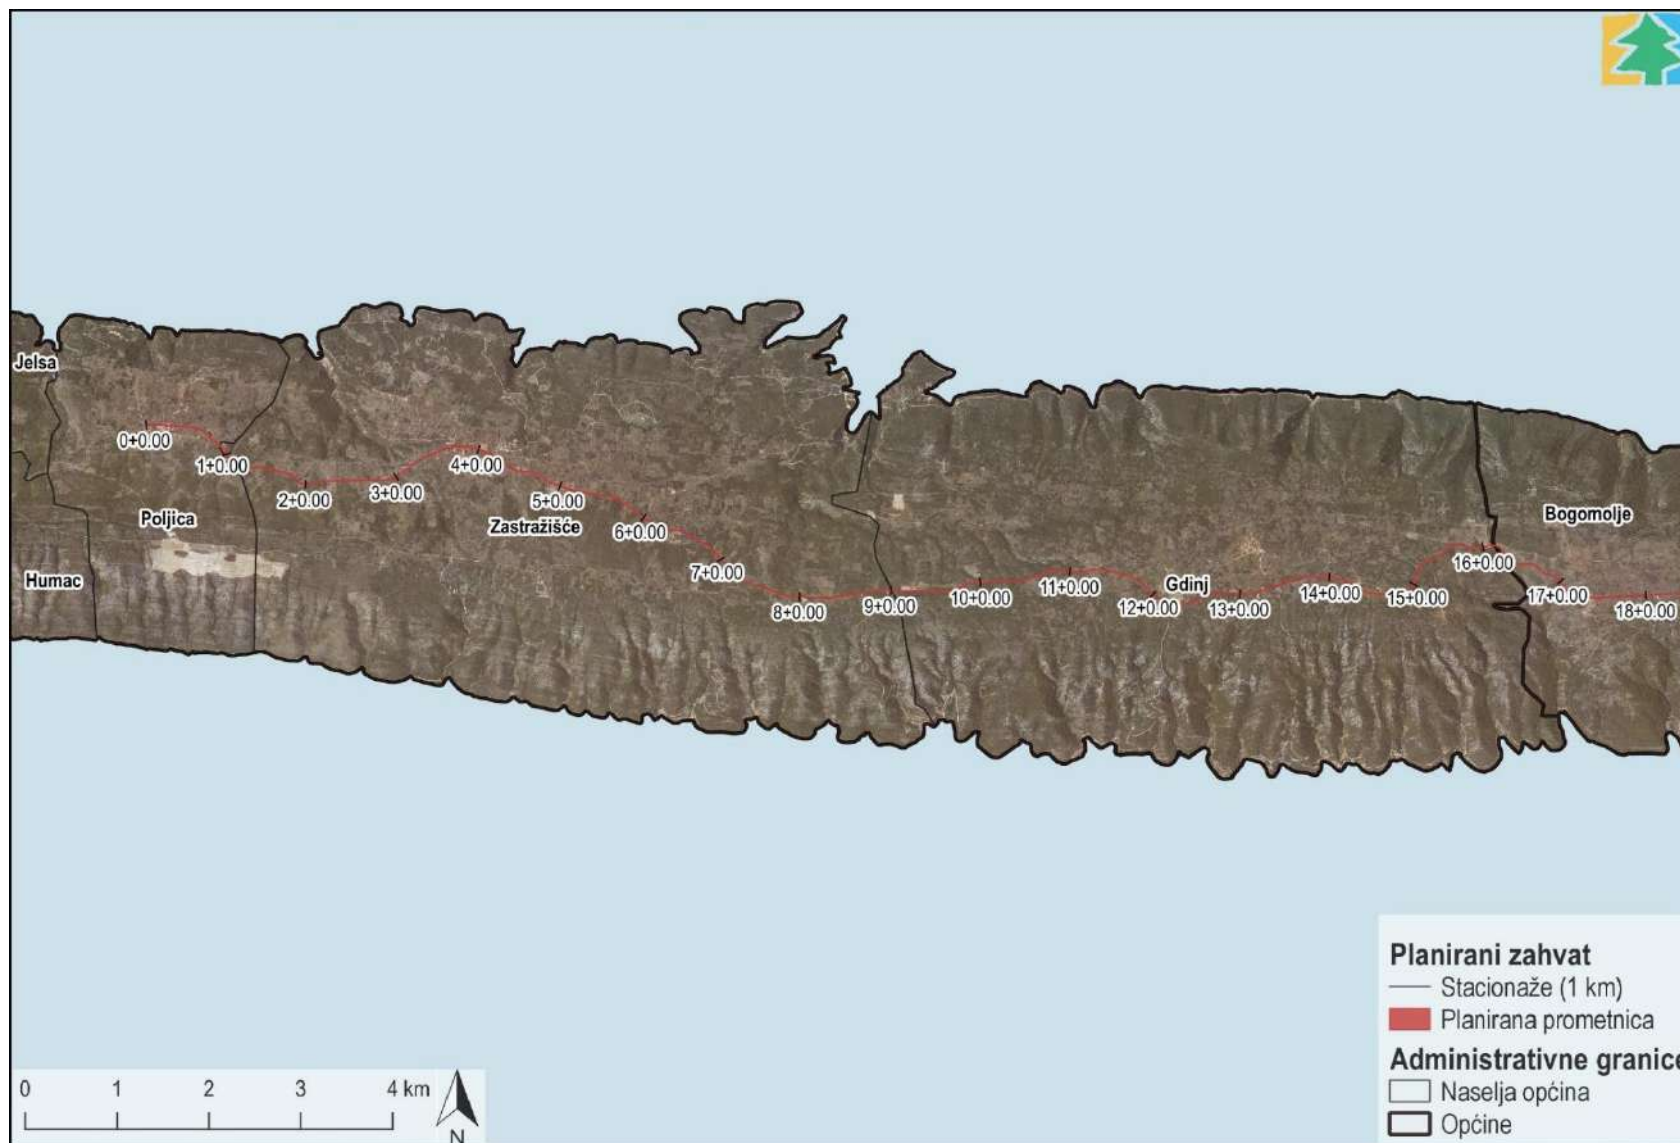 Jelsa
0+0.00
1+0.00
2+0.00
3+0.00
4+0.00
5+0.00
6+0.00
7+0.00
8+0.00
9+0.00
10+0.00
11+0.00
12+0.00
13+0.00
14+0.00
15+0.00
16+0.00
17+0.00
18+0.00
Poljica
Humac
Zastražišće
Gdinj
Bogomolje
Planirani zahvat
Stacionaže (1 km)
Planirana prometnica
Administrativne granice
Naselja općina
Općine
0 1 2 3 4 km
N